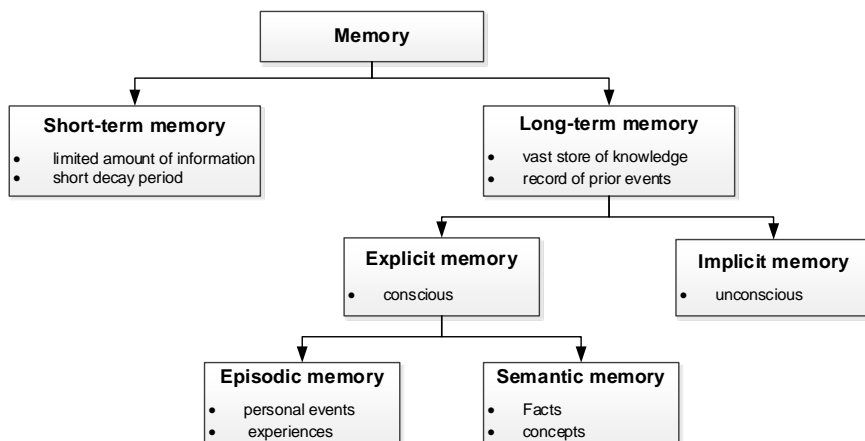 Memory
Short-term memory
• limited amount of information
• short decay period
Long-term memory
• vast store of knowledge
• record of prior events
Explicit memory
• conscious
Implicit memory
• unconscious
Episodic memory
• personal events
• experiences
Semantic memory
• Facts
• concepts